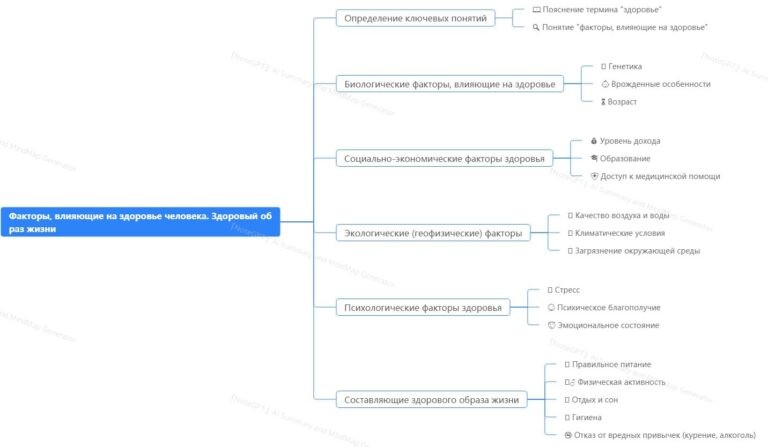 Определение ключевых понятий
Пояснение термина "здоровье"
Понятие "факторы, влияющие на здоровье"
Биологические факторы, влияющие на здоровье
Генетика
Врожденные особенности
Возраст
Социально-экономические факторы здоровья
Уровень дохода
Образование
Доступ к медицинской помощи
Факторы, влияющие на здоровье человека. Здоровый об
раз жизни
Экологические (геофизические) факторы
Качество воздуха и воды
Климатические условия
Загрязнение окружающей среды
Психологические факторы здоровья
Стресс
Психическое благополучие
Эмоциональное состояние
Составляющие здорового образа жизни
Правильное питание
Физическая активность
Отдых и сон
Гигиена
Отказ от вредных привычек (курение, алкоголь)